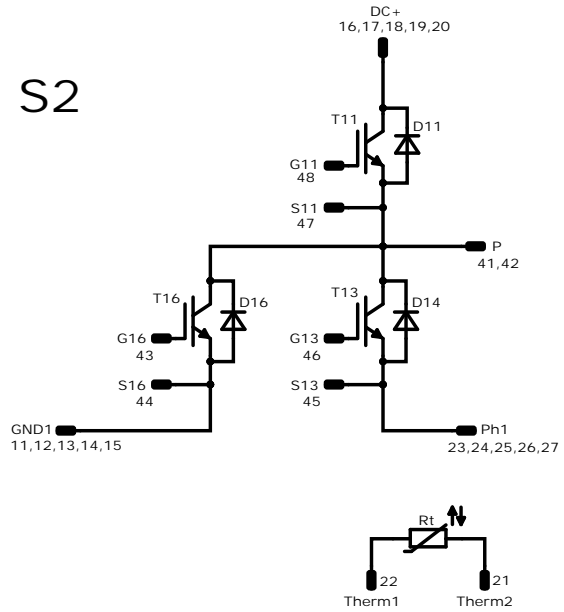 DC+
16,17,18,19,20
S2
T11
D11
G11
48
S11
47
P
41,42
T16
D16
T13
D14
G16
43
G13
46
S16
44
S13
45
GND1
11,12,13,14,15
Ph1
23,24,25,26,27
Rt
22
21
Therm1
Therm2